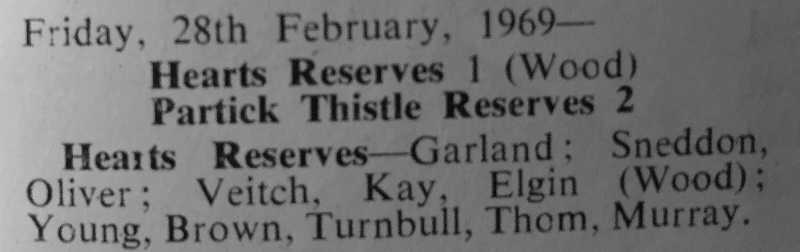 Friday, 28th February, 1969—
Hearts Reserves 1 (Wood)
Partick Thistle Reserves 2
Hearts Reserves—Garland; Sneddon,
Oliver; Veitch, Kay, Elgin (Wood);
Young, Brown, Turnbull, Thom, Murray.